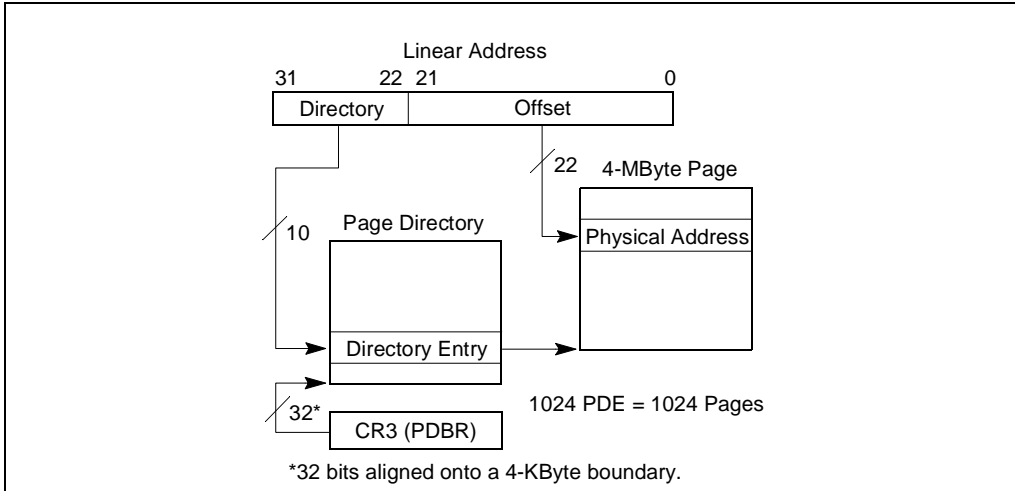 Linear Address
31 22 21 0
Directory Offset
22 4-MByte Page
10 Page Directory Physical Address
Directory Entry
32* 1024 PDE = 1024 Pages
CR3 (PDBR)
*32 bits aligned onto a 4-KByte boundary.